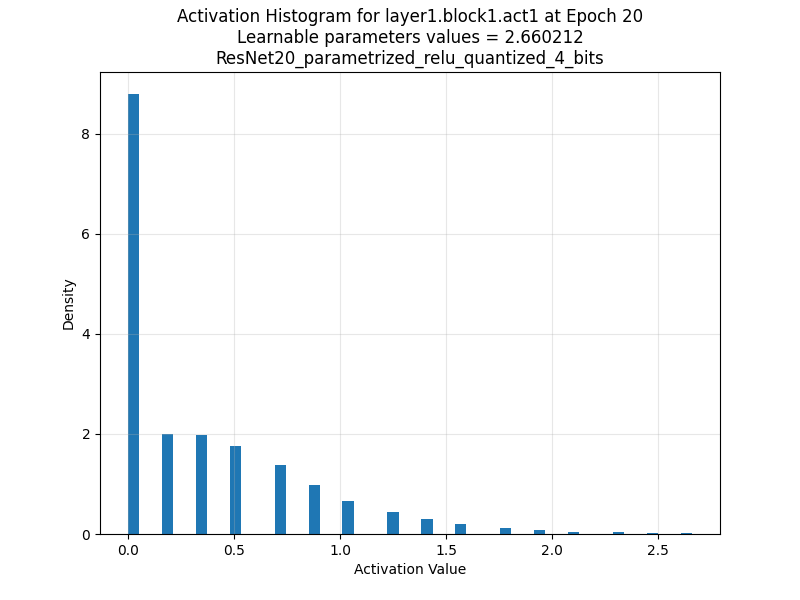 Activation Histogram for layer1.block1.act1 at Epoch 20
Learnable parameters values = 2.660212
ResNet20_parametrized_relu_quantized_4_bits
8
6
4
2
0
Density
0.0 0.5 1.0 1.5 2.0 2.5
Activation Value